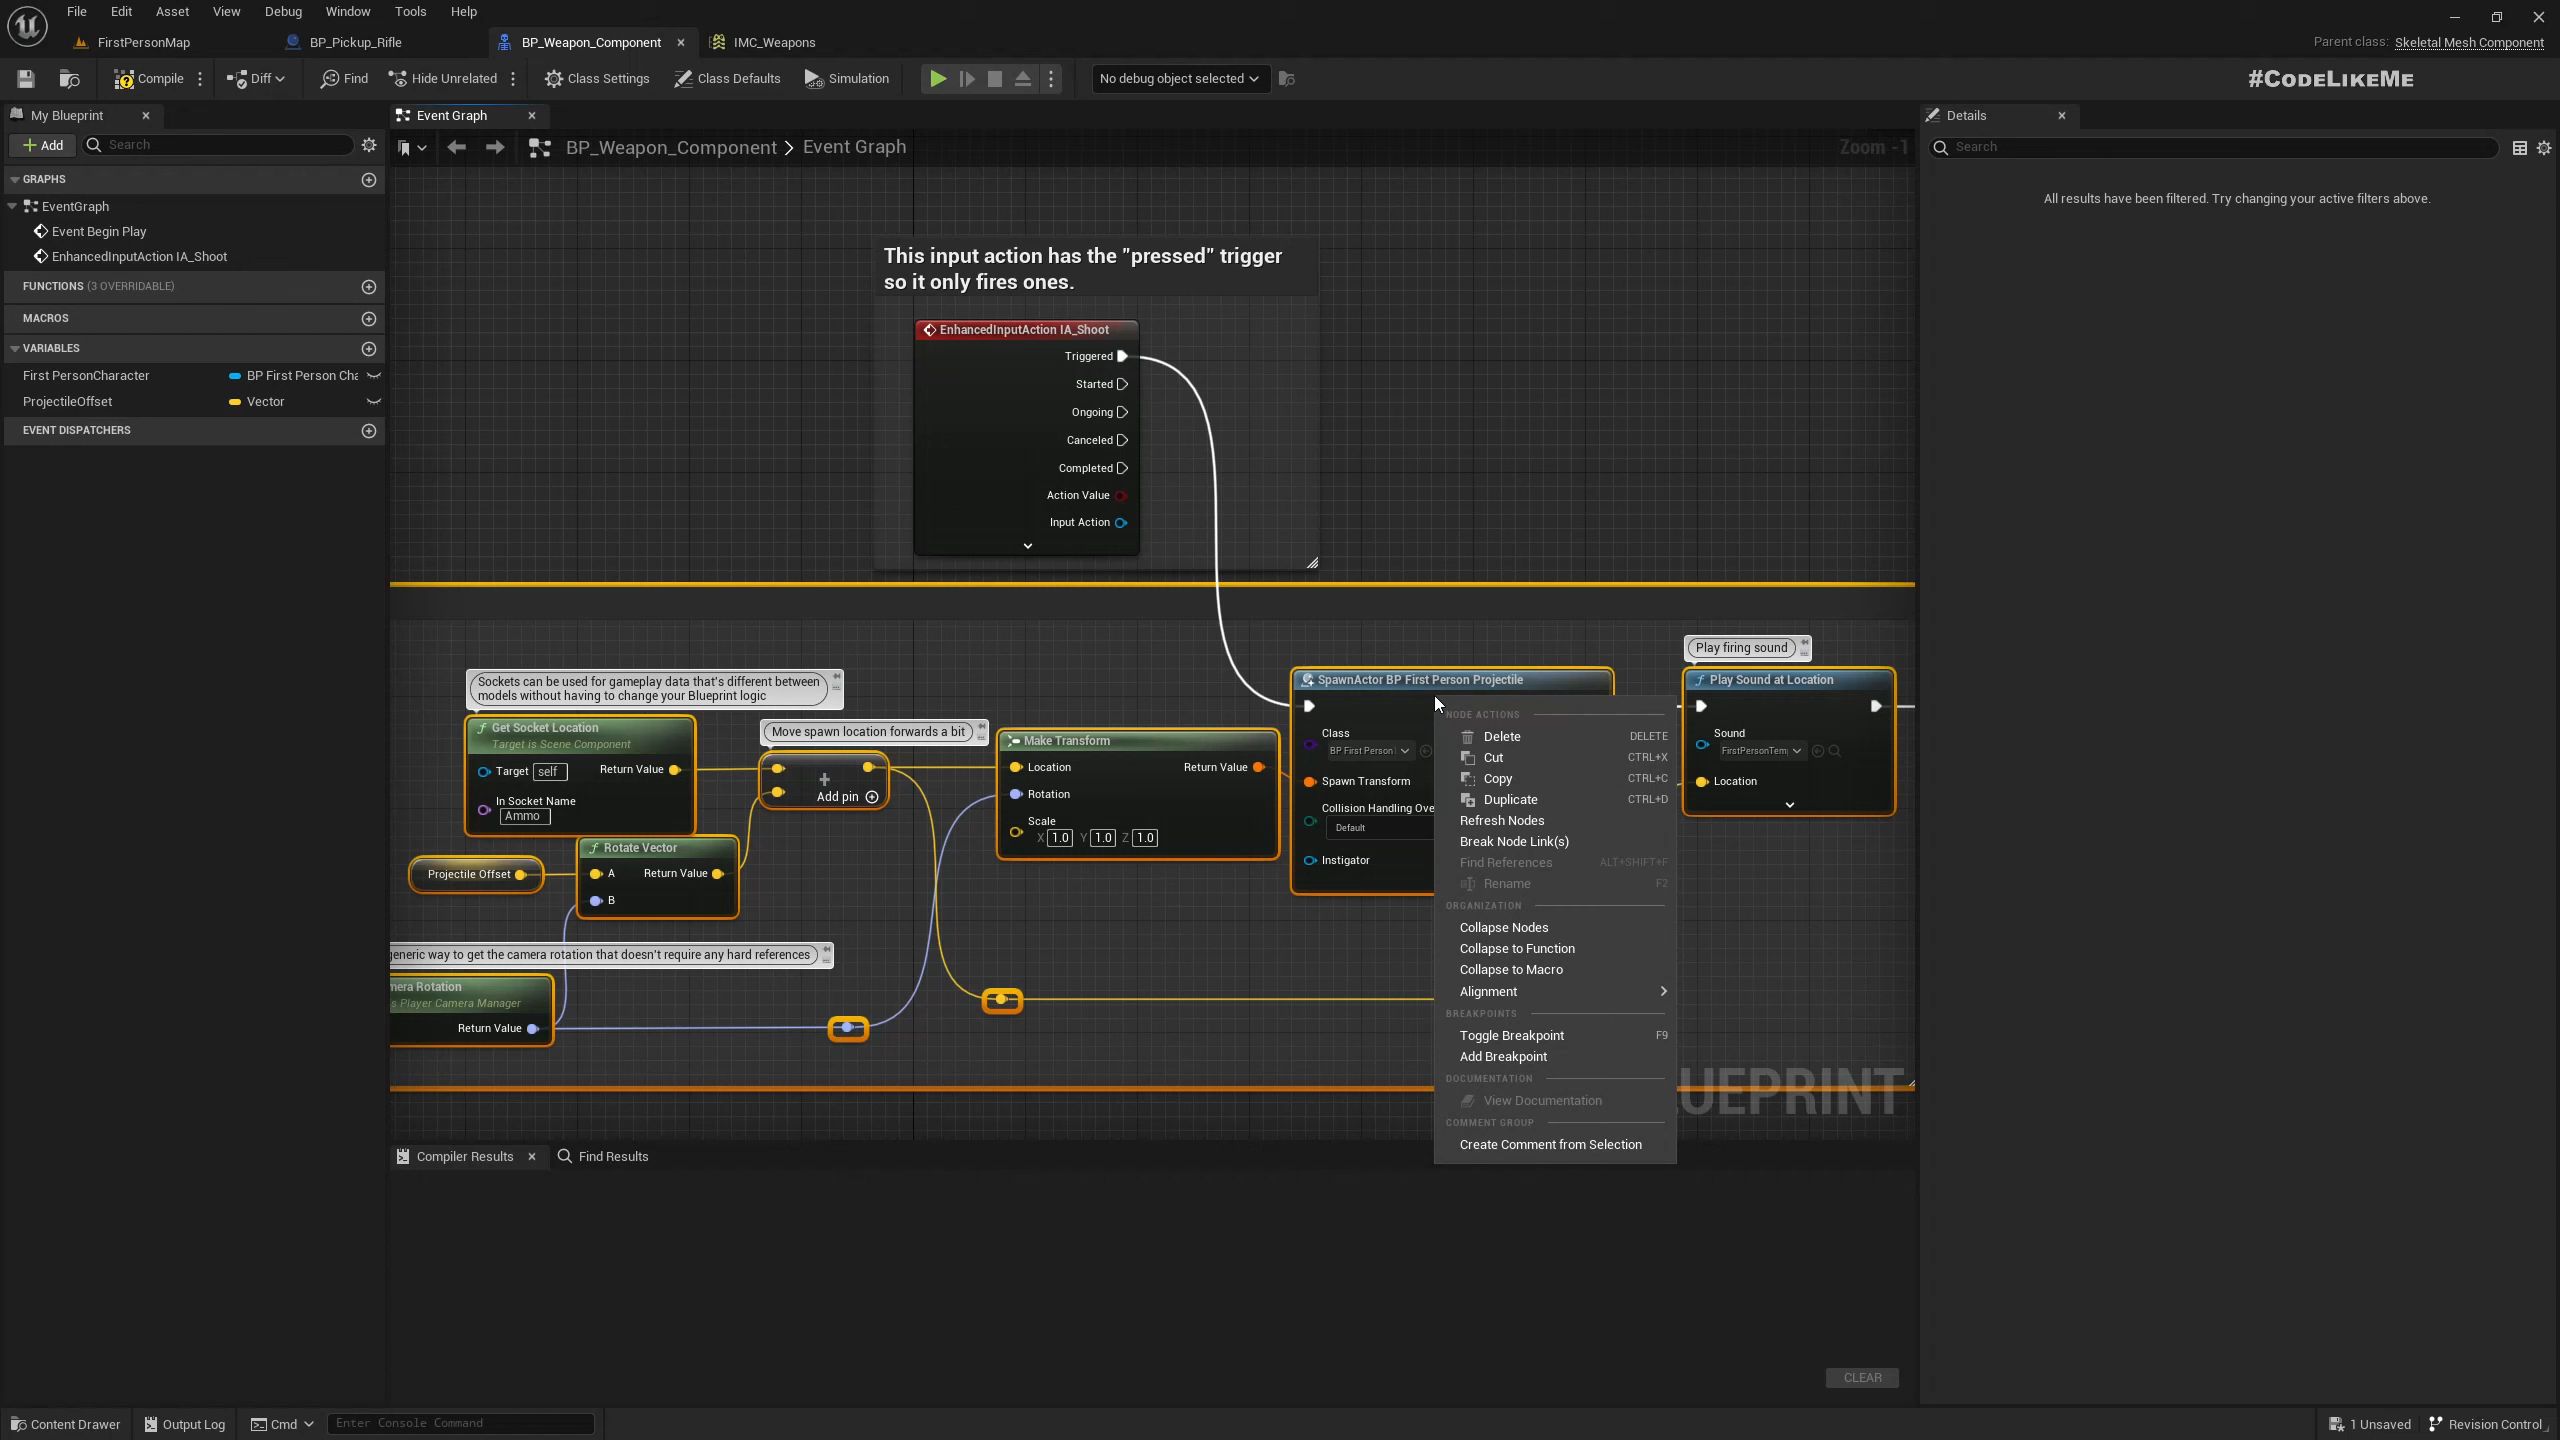 File Edit Asset View Debug Window Tools Help
FirstPersonMap BP_Pickup_Rifle BP_Weapon_Component IMC_Weapons
Parent class: Skeletal Mesh Component
Compile Diff Find Hide Unrelated Class Settings Class Defaults Simulation No debug object selected
#CODELIKEME
My Blueprint
Event Graph
Details
Add Search
BP_Weapon_Component > Event Graph
Zoom -1
Search
GRAPHS
EventGraph
Event Begin Play
EnhancedInputAction IA_Shoot
FUNCTIONS (3 OVERRIDABLE)
MACROS
VARIABLES
First PersonCharacter BP First Person Cha
ProjectileOffset Vector
EVENT DISPATCHERS
All results have been filtered. Try changing your active filters above.
This input action has the "pressed" trigger
so it only fires ones.
EnhancedInputAction IA_Shoot
Triggered
Started
Ongoing
Canceled
Completed
Action Value
Input Action
Sockets can be used for gameplay data that's different between
models without having to change your Blueprint logic
Get Socket Location
Target is Scene Component
Target self Return Value
In Socket Name
Ammo
Move spawn location forwards a bit
Add pin
Projectile Offset
Rotate Vector
A Return Value
B
generic way to get the camera rotation that doesn't require any hard references
mera Rotation
s Player Camera Manager
Return Value
Make Transform
Location Return Value
Rotation
Scale
X 1.0 Y 1.0 Z 1.0
SpawnActor BP First Person Projectile
Class
BP First Person
Spawn Transform
Collision Handling Ove
Default
Instigator
Play firing sound
Play Sound at Location
Sound
FirstPersonTem
Location
NODE ACTIONS
Delete DELETE
Cut CTRL+X
Copy CTRL+C
Duplicate CTRL+D
Refresh Nodes
Break Node Link(s)
Find References ALT+SHIFT+F
Rename F2
ORGANIZATION
Collapse Nodes
Collapse to Function
Collapse to Macro
Alignment
BREAKPOINTS
Toggle Breakpoint F9
Add Breakpoint
DOCUMENTATION
View Documentation
COMMENT GROUP
Create Comment from Selection
UEPRINT
Compiler Results Find Results
CLEAR
Content Drawer Output Log Cmd Enter Console Command
1 Unsaved Revision Control